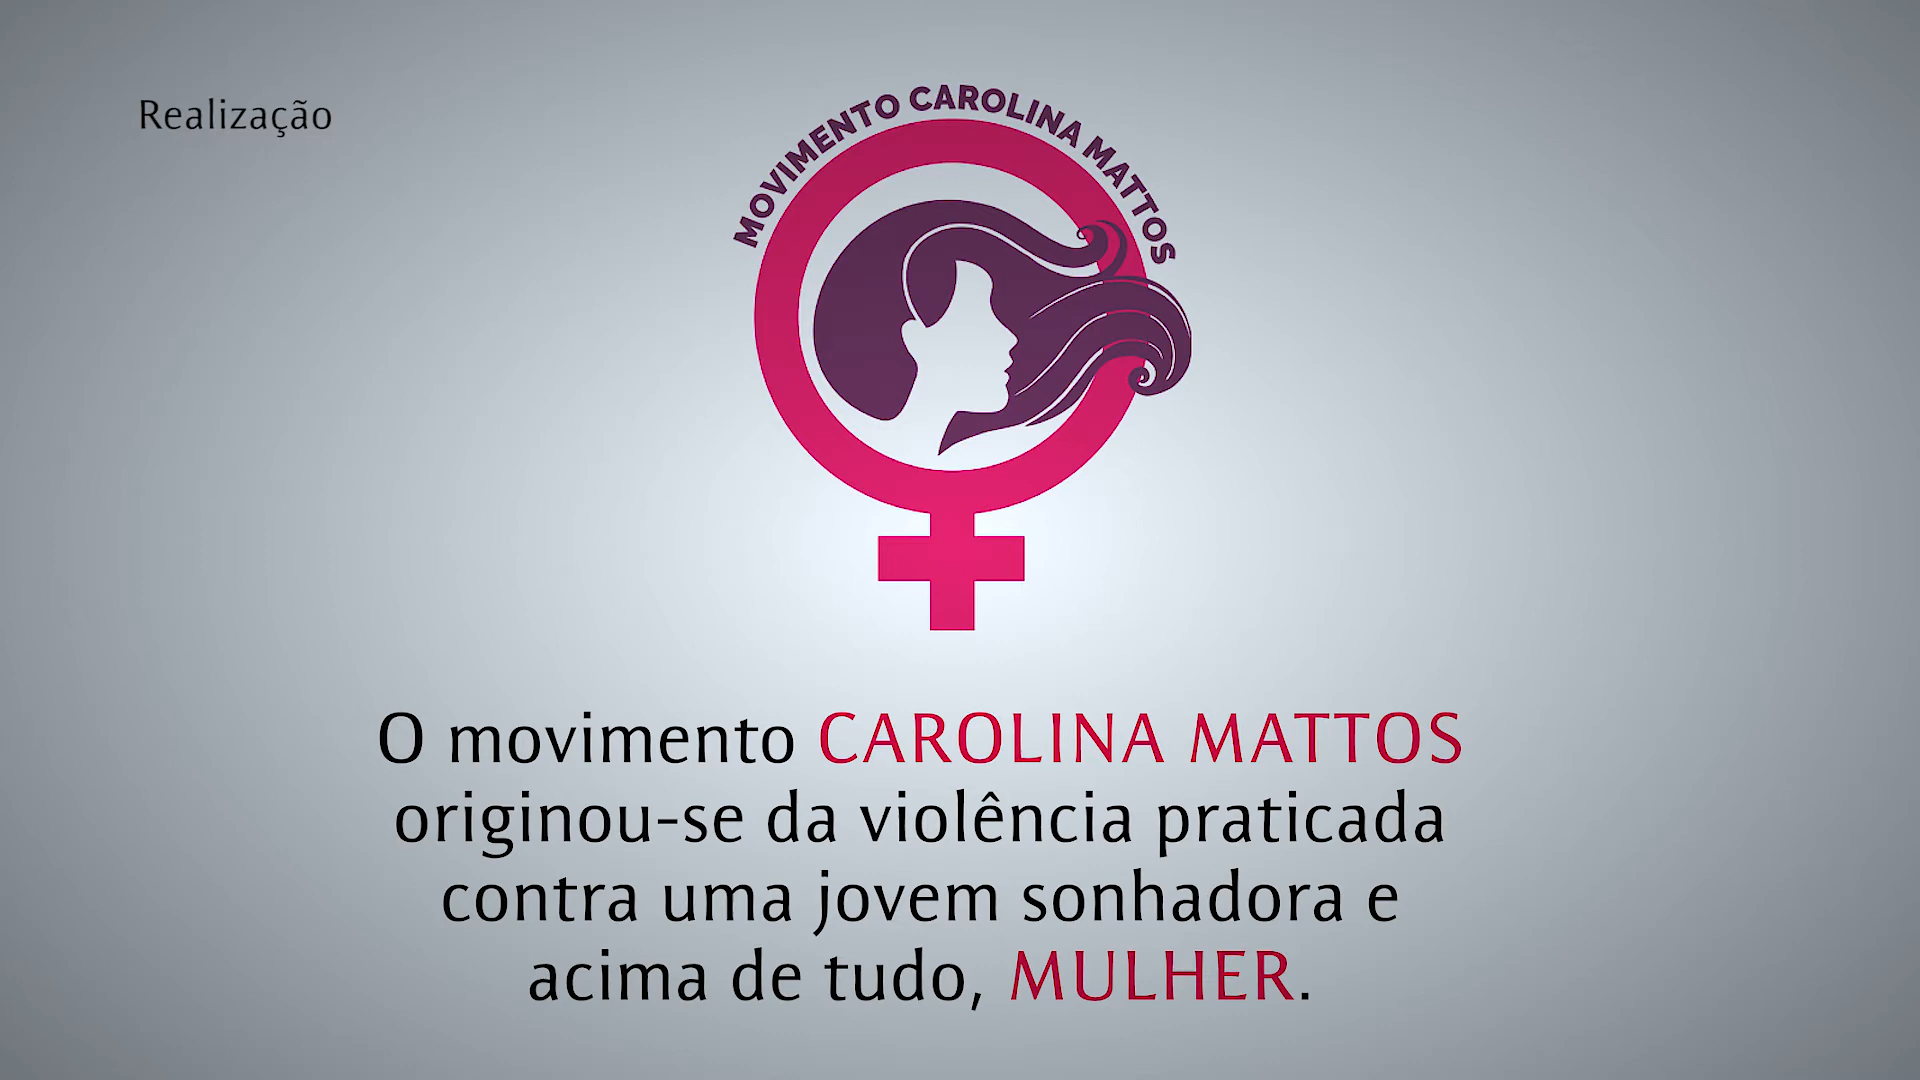 Realização
MOVIMENTO CAROLINA MATTOS
O movimento CAROLINA MATTOS
originou-se da violência praticada
contra uma jovem sonhadora e
acima de tudo, MULHER.